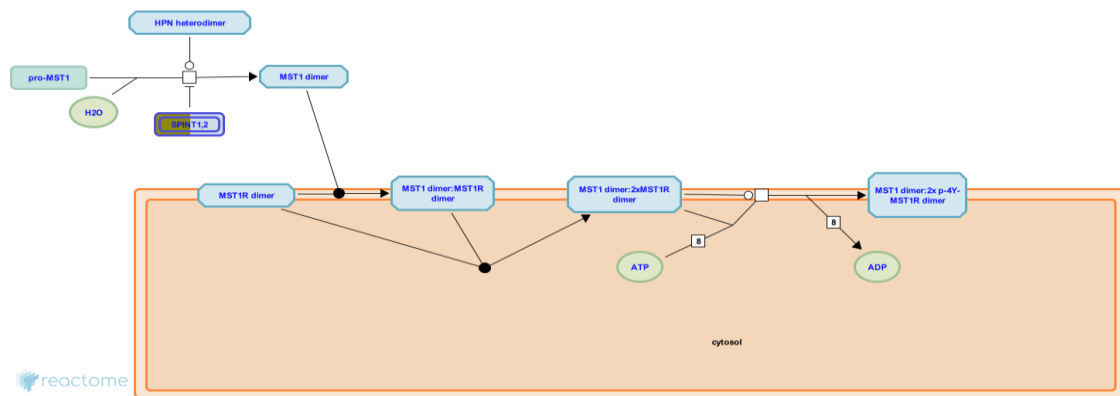 HPN heterodimer
pro-MST1
MST1 dimer
H2O
SPINT1,2
MST1R dimer
MST1 dimer:MST1R
dimer
MST1 dimer:2xMST1R
dimer
MST1 dimer:2x p-4Y-
MST1R dimer
8
8
ATP
ADP
cytosol
reactome